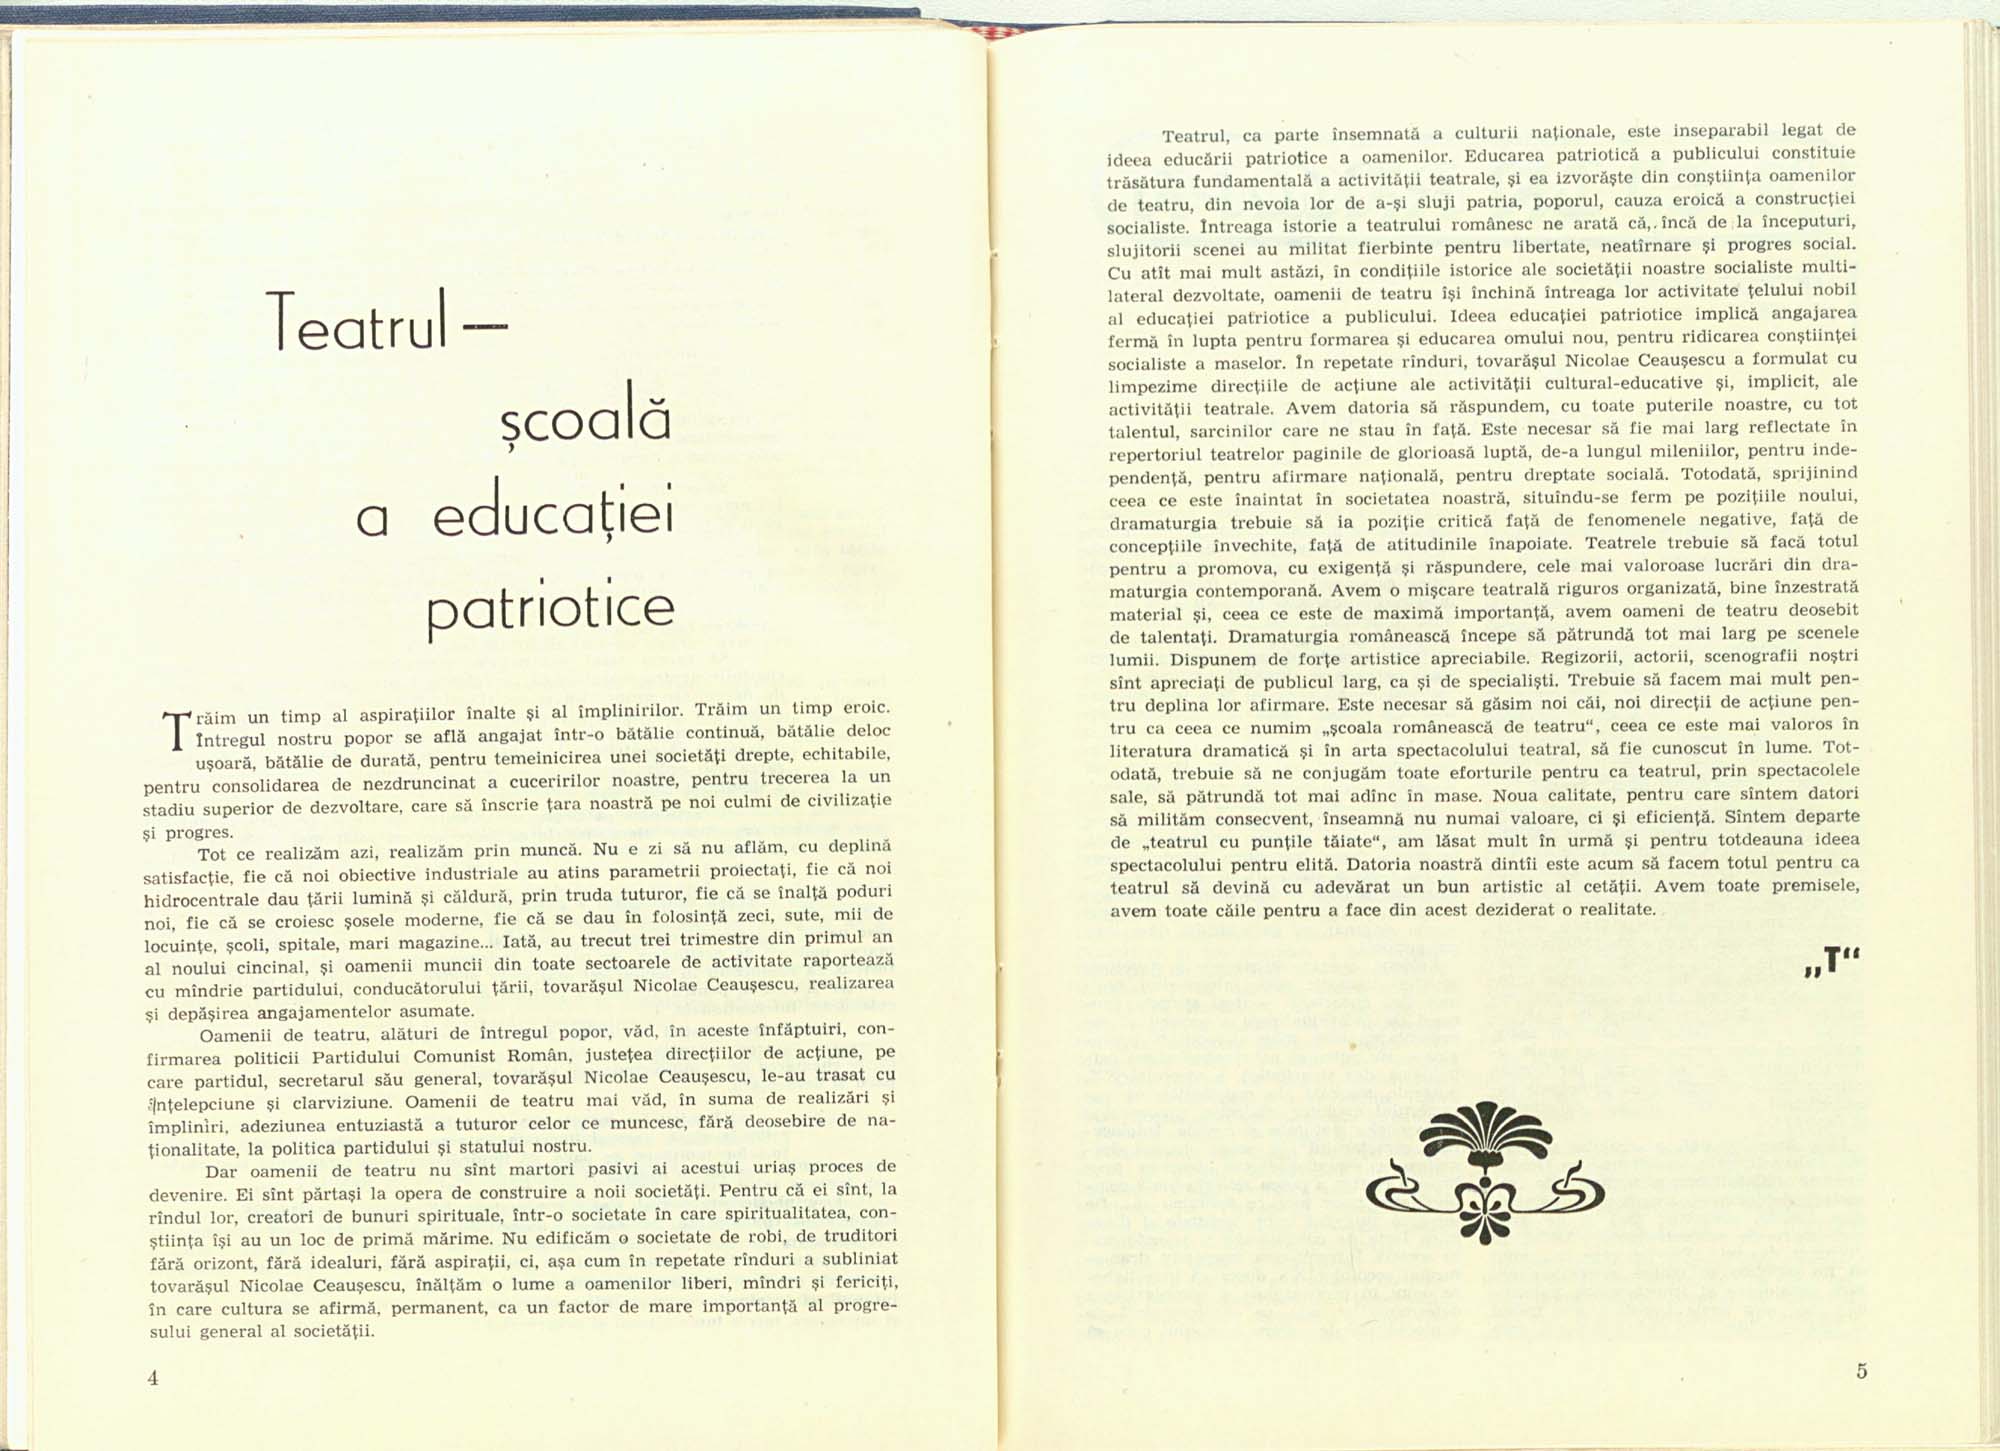 Teatrul —
școală
a educației
patriotice
Trăim un timp al aspirațiilor înalte și al împlinirilor. Trăim un timp eroic.
Întregul nostru popor se află angajat într-o bătălie continuă, bătălie deloc
ușoară, bătălie de durată, pentru temeinicirea unei societăți drepte, echitabile,
pentru consolidarea de nezdruncinat a cuceririlor noastre, pentru trecerea la un
stadiu superior de dezvoltare, care să înscrie țara noastră pe noi culmi de civilizație
și progres.
Tot ce realizăm azi, realizăm prin muncă. Nu e zi să nu aflăm, cu deplină
satisfacție, fie că noi obiective industriale au atins parametrii proiectați, fie că noi
hidrocentrale dau țării lumină și căldură, prin truda tuturor, fie că se înalță poduri
noi, fie că se croiesc șosele moderne, fie că se dau în folosință zeci, sute, mii de
locuințe, școli, spitale, mari magazine... Iată, au trecut trei trimestre din primul an
al noului cincinal, și oamenii muncii din toate sectoarele de activitate raportează
cu mîndrie partidului, conducătorului țării, tovarășul Nicolae Ceaușescu, realizarea
și depășirea angajamentelor asumate.
Oamenii de teatru, alături de întregul popor, văd, în aceste înfăptuiri, con-
firmarea politicii Partidului Comunist Român, justețea direcțiilor de acțiune, pe
care partidul, secretarul său general, tovarășul Nicolae Ceaușescu, le-au trasat cu
înțelepciune și clarviziune. Oamenii de teatru mai văd, în suma de realizări și
împliniri, adeziunea entuziastă a tuturor celor ce muncesc, fără deosebire de na-
ționalitate, la politica partidului și statului nostru.
Dar oamenii de teatru nu sînt martori pasivi ai acestui uriaș proces de
devenire. Ei sînt părtași la opera de construire a noii societăți. Pentru că ei sînt, la
rîndul lor, creatori de bunuri spirituale, într-o societate în care spiritualitatea, con-
știința își au un loc de primă mărime. Nu edificăm o societate de robi, de truditori
fără orizont, fără idealuri, fără aspirații, ci, așa cum în repetate rînduri a subliniat
tovarășul Nicolae Ceaușescu, înălțăm o lume a oamenilor liberi, mîndri și fericiți,
în care cultura se afirmă, permanent, ca un factor de mare importanță al progre-
sului general al societății.
4
Teatrul, ca parte însemnată a culturii naționale, este inseparabil legat de
ideea educării patriotice a oamenilor. Educarea patriotică a publicului constituie
trăsătura fundamentală a activității teatrale, și ea izvorăște din conștiința oamenilor
de teatru, din nevoia lor de a-și sluji patria, poporul, cauza eroică a construcției
socialiste. Întreaga istorie a teatrului românesc ne arată că, încă de la începuturi,
slujitorii scenei au militat fierbinte pentru libertate, neatîrnare și progres social.
Cu atît mai mult astăzi, în condițiile istorice ale societății noastre socialiste multi-
lateral dezvoltate, oamenii de teatru își închină întreaga lor activitate țelului nobil
al educației patriotice a publicului. Ideea educației patriotice implică angajarea
fermă în lupta pentru formarea și educarea omului nou, pentru ridicarea conștiinței
socialiste a maselor. În repetate rînduri, tovarășul Nicolae Ceaușescu a formulat cu
limpezime direcțiile de acțiune ale activității cultural-educative și, implicit, ale
activității teatrale. Avem datoria să răspundem, cu toate puterile noastre, cu tot
talentul, sarcinilor care ne stau în față. Este necesar să fie mai larg reflectate în
repertoriul teatrelor paginile de glorioasă luptă, de-a lungul mileniilor, pentru inde-
pendență, pentru afirmare națională, pentru dreptate socială. Totodată, sprijinind
ceea ce este înaintat în societatea noastră, situîndu-se ferm pe pozițiile noului,
dramaturgia trebuie să ia poziție critică față de fenomenele negative, față de
concepțiile învechite, față de atitudinile înapoiate. Teatrele trebuie să facă totul
pentru a promova, cu exigență și răspundere, cele mai valoroase lucrări din dra-
maturgia contemporană. Avem o mișcare teatrală riguros organizată, bine înzestrată
material și, ceea ce este de maximă importanță, avem oameni de teatru deosebit
de talentați. Dramaturgia românească începe să pătrundă tot mai larg pe scenele
lumii. Dispunem de forțe artistice apreciabile. Regizorii, actorii, scenografii noștri
sînt apreciați de publicul larg, ca și de specialiști. Trebuie să facem mai mult pen-
tru deplina lor afirmare. Este necesar să găsim noi căi, noi direcții de acțiune pen-
tru ca ceea ce numim „școala românească de teatru“, ceea ce este mai valoros în
literatura dramatică și în arta spectacolului teatral, să fie cunoscut în lume. Tot-
odată, trebuie să ne conjugăm toate eforturile pentru ca teatrul, prin spectacolele
sale, să pătrundă tot mai adînc în mase. Noua calitate, pentru care sîntem datori
să milităm consecvent, înseamnă nu numai valoare, ci și eficiență. Sîntem departe
de „teatrul cu punțile tăiate“, am lăsat mult în urmă și pentru totdeauna ideea
spectacolului pentru elită. Datoria noastră dintîi este acum să facem totul pentru ca
teatrul să devină cu adevărat un bun artistic al cetății. Avem toate premisele,
avem toate căile pentru a face din acest deziderat o realitate.
„T“
5